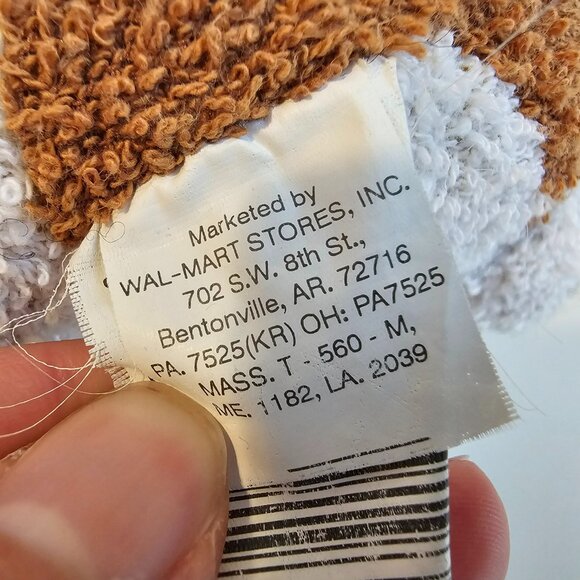 Marketed by
WAL-MART STORES, INC.
702 S.W. 8th St.,
Bentonville, AR. 72716
PA. 7525(KR) OH: PA7525
MASS. T - 560 - M,
ME. 1182, LA. 2039